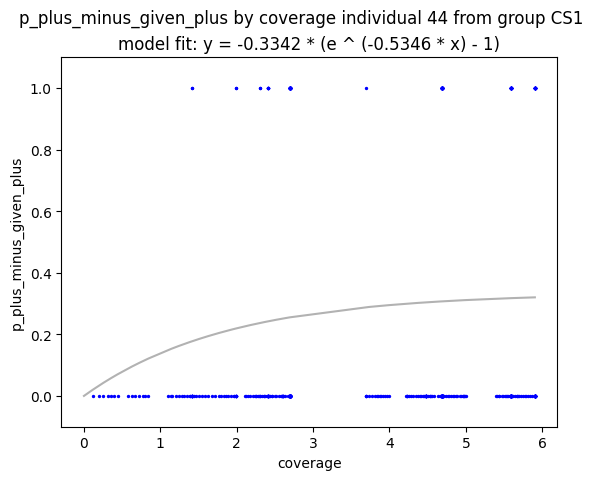 p_plus_minus_given_plus by coverage individual 44 from group CS1
model fit: y = -0.3342 * (e ^ (-0.5346 * x) - 1)
1.0
0.8
0.6
0.4
0.2
0.0
p_plus_minus_given_plus
0 1 2 3 4 5 6
coverage